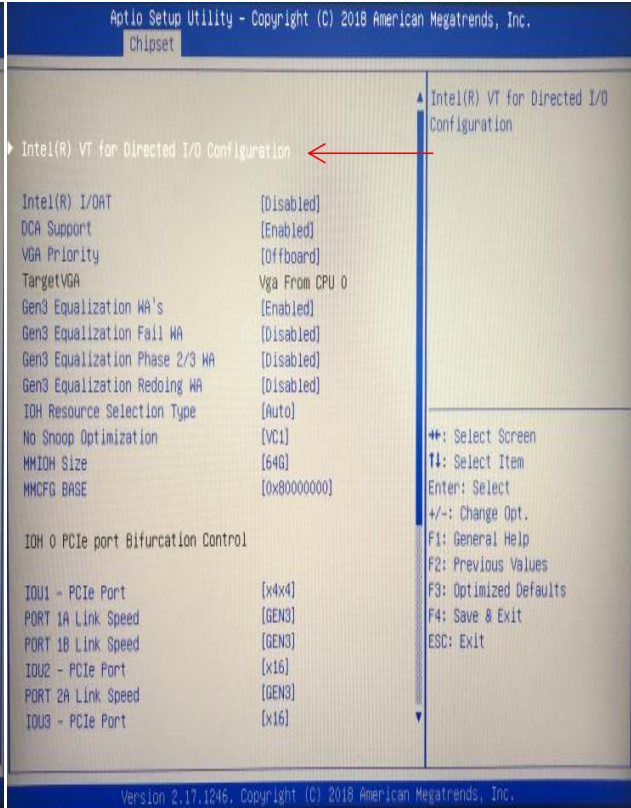 Aptio Setup Utility - Copyright (C) 2018 American Megatrends, Inc.
Chipset
Intel(R) VT for Directed I/O Configuration
Intel(R) I/OAT [Disabled]
DCA Support [Enabled]
VGA Priority [Offboard]
TargetVGA Vga From CPU 0
Gen3 Equalization WA's [Enabled]
Gen3 Equalization Fail WA [Disabled]
Gen3 Equalization Phase 2/3 WA [Disabled]
Gen3 Equalization Redoing WA [Disabled]
IOH Resource Selection Type [Auto]
No Snoop Optimization [VC1]
MMIOH Size [64G]
MMCFG BASE [0x80000000]
IOH 0 PCIe port Bifurcation Control
IOU1 - PCIe Port [x4x4]
PORT 1A Link Speed [GEN3]
PORT 1B Link Speed [GEN3]
IOU2 - PCIe Port [x16]
PORT 2A Link Speed [GEN3]
IOU3 - PCIe Port [x16]
Intel(R) VT for Directed I/O
Configuration
→←: Select Screen
↑↓: Select Item
Enter: Select
+/-: Change Opt.
F1: General Help
F2: Previous Values
F3: Optimized Defaults
F4: Save & Exit
ESC: Exit
Version 2.17.1246. Copyright (C) 2018 American Megatrends, Inc.